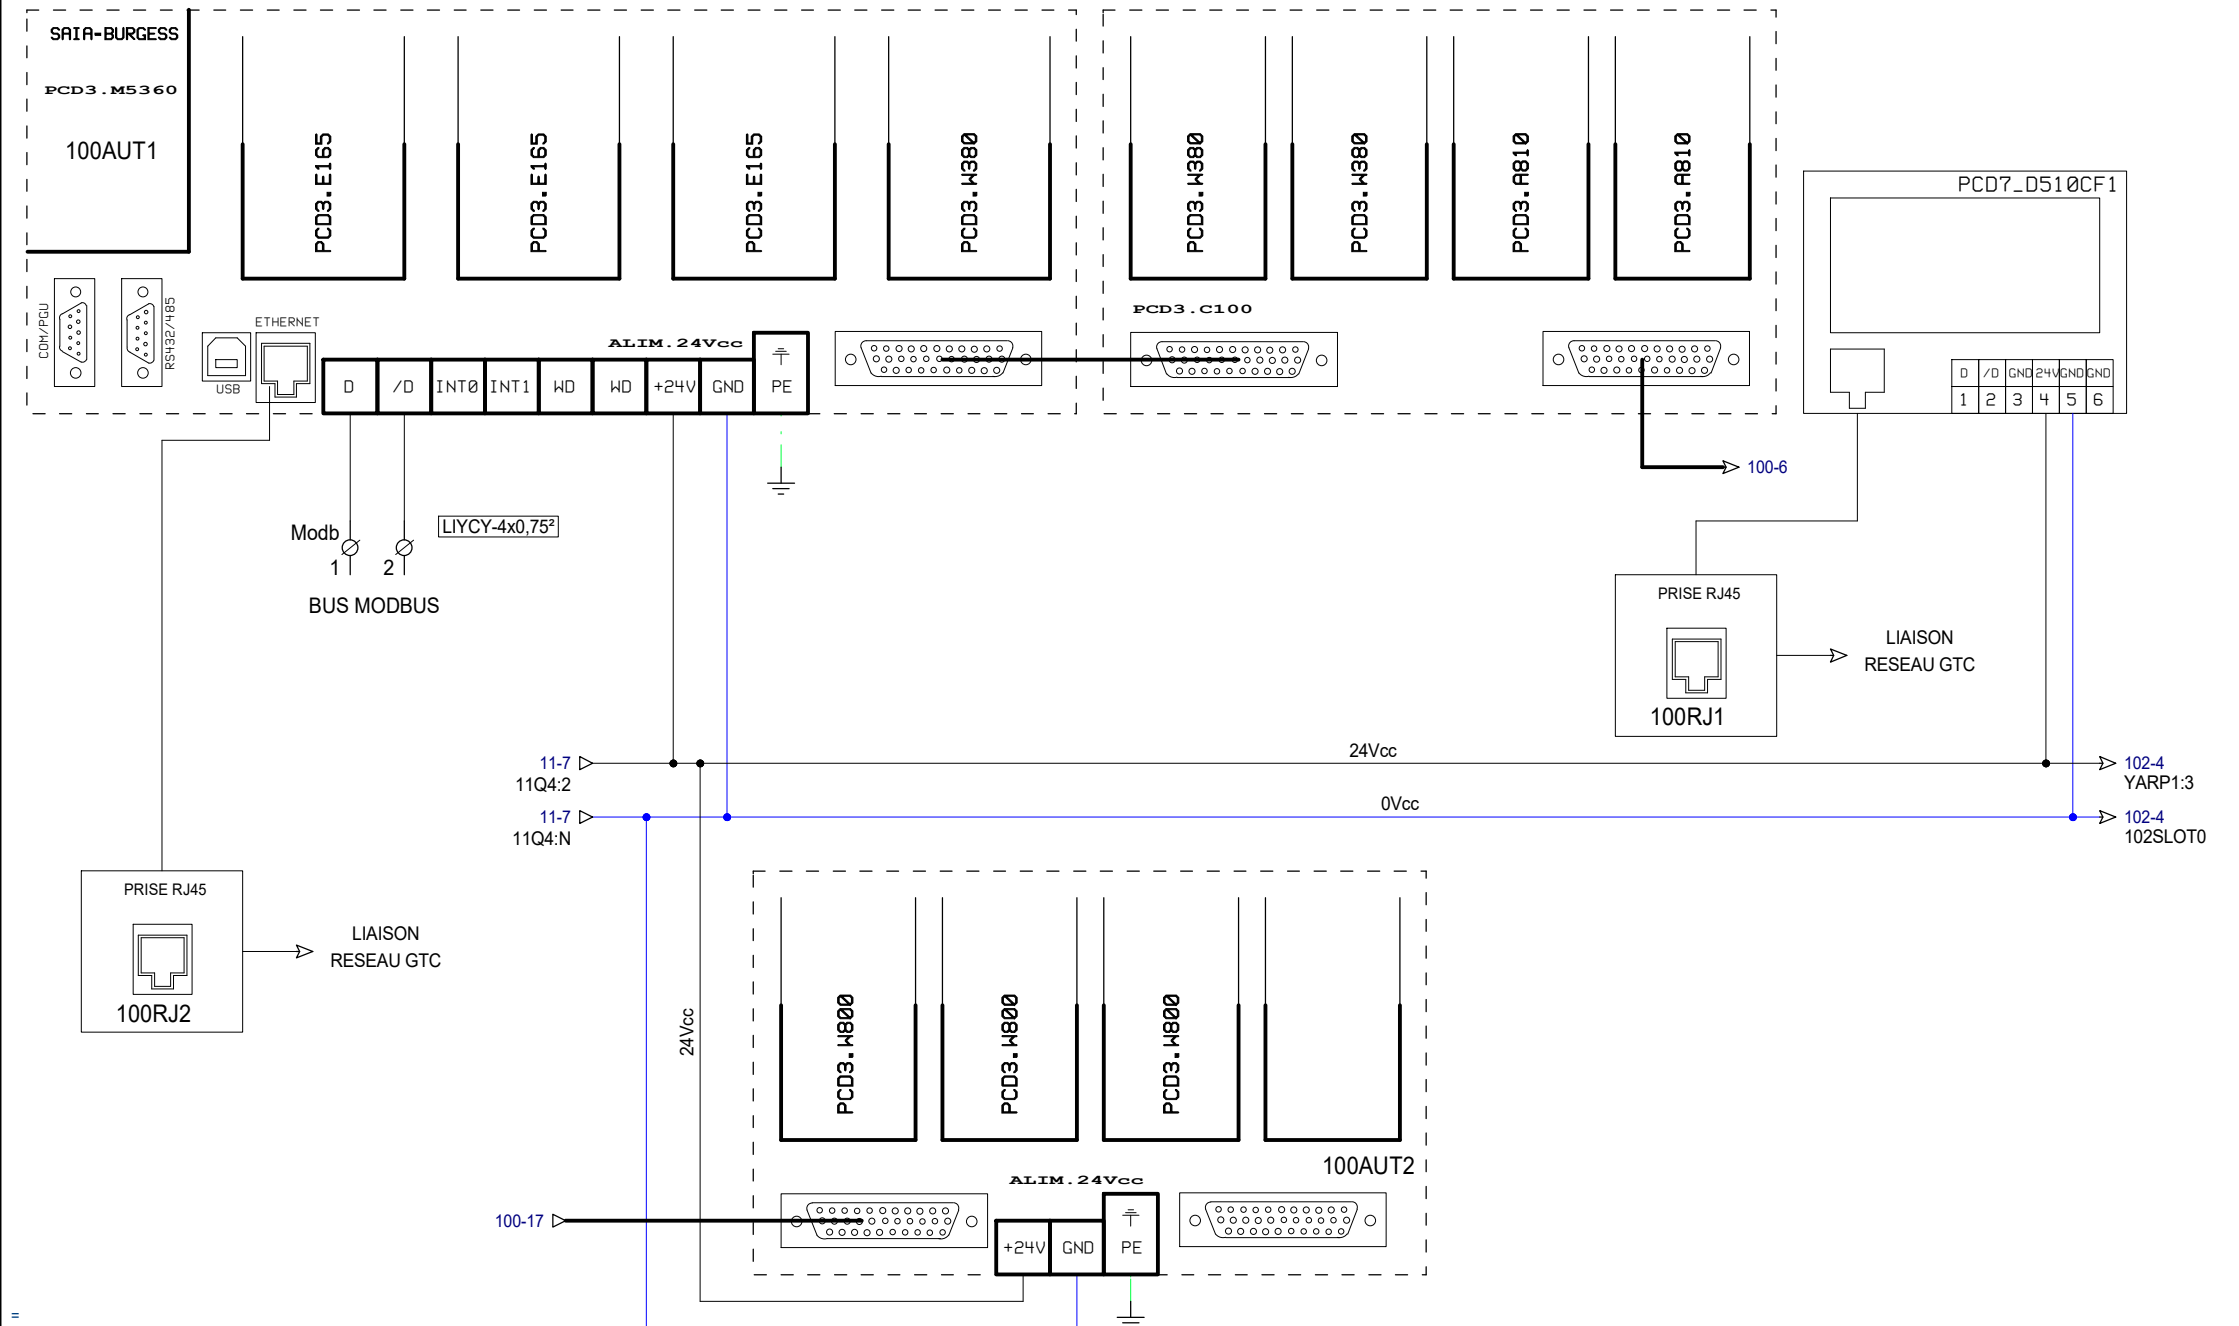 SAIA-BURGESS
PCD3.M5360
100AUT1
PCD3.E165
PCD3.E165
PCD3.E165
PCD3.W380
PCD3.W380
PCD3.W380
PCD3.A810
PCD3.A810
PCD7_D510CF1
COM/PGU
RS432/485
USB
ETHERNET
ALIM.24Vcc
D /D INT0 INT1 WD WD +24V GND PE
PCD3.C100
D /D GND 24V GND GND
1 2 3 4 5 6
100-6
Modb
1 2
LIYCY-4x0,75²
BUS MODBUS
PRISE RJ45
100RJ1
LIAISON
RESEAU GTC
11-7
11Q4:2
24Vcc
102-4
YARP1:3
11-7
11Q4:N
0Vcc
102-4
102SLOT0
PRISE RJ45
100RJ2
LIAISON
RESEAU GTC
24Vcc
PCD3.W800
PCD3.W800
PCD3.W800
100AUT2
ALIM.24Vcc
100-17
+24V GND PE
=